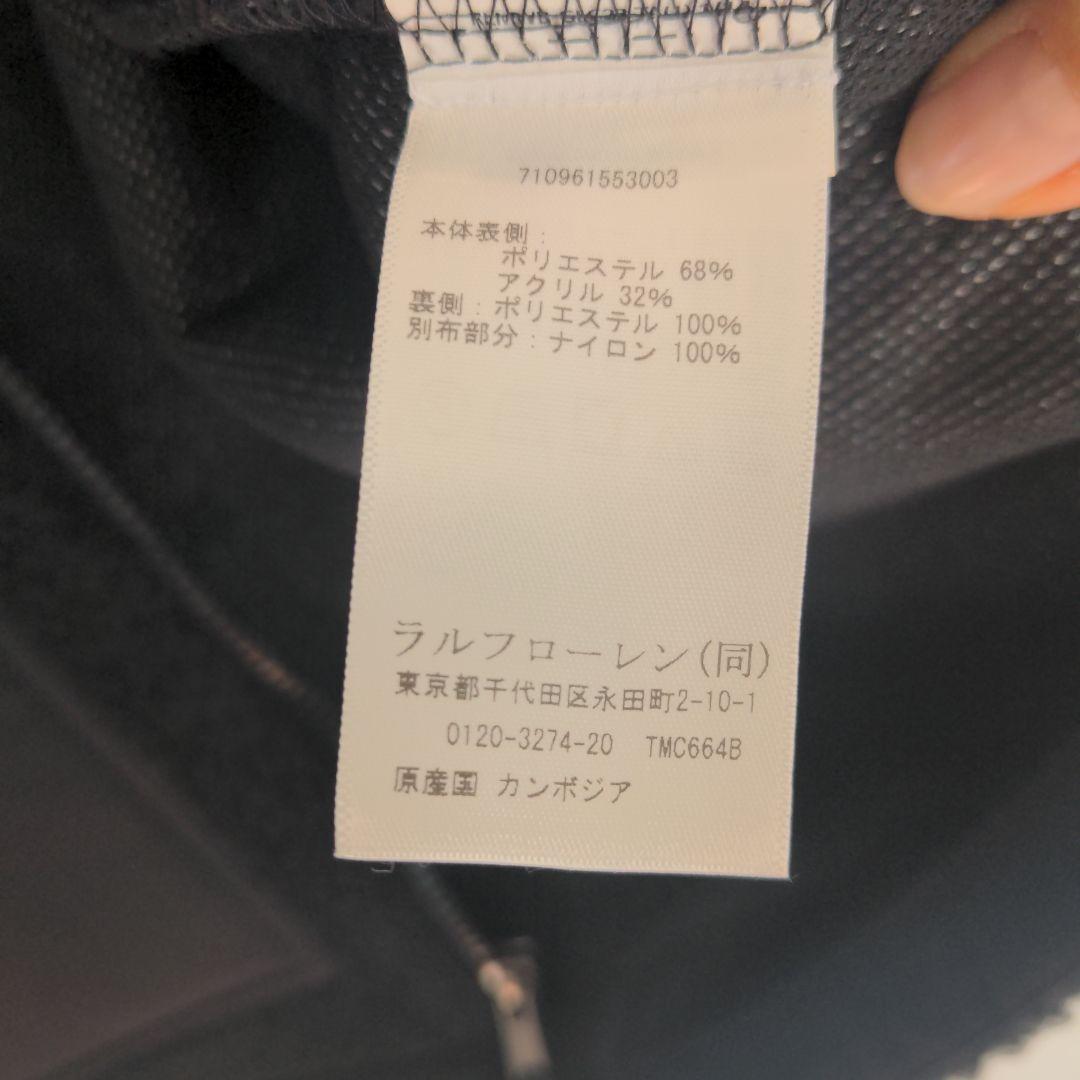 710961553003
本体表側：
ポリエステル 68%
アクリル 32%
裏側：ポリエステル 100%
別布部分：ナイロン 100%
ラルフローレン(同)
東京都千代田区永田町2-10-1
0120-3274-20 TMC664B
原産国 カンボジア